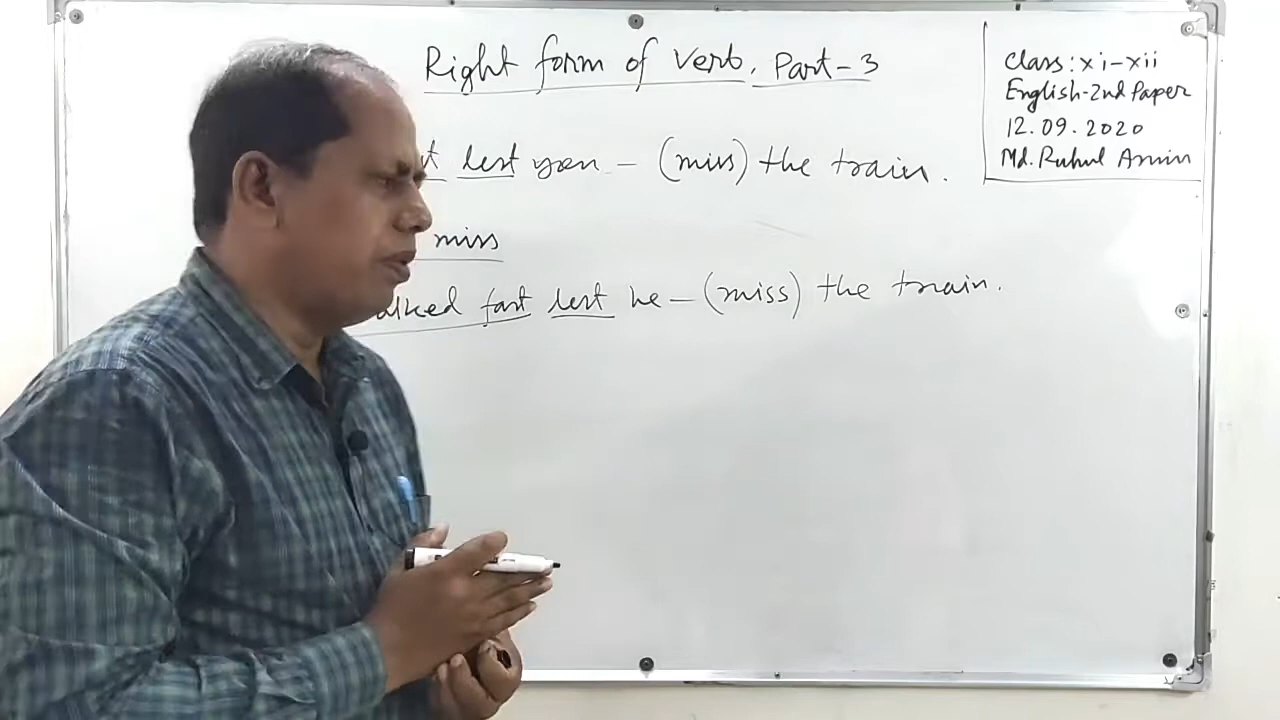 Right form of Verb. Part-3
lest you - (miss) the train.
miss
alked fast lest he - (miss) the train.
Class: xi-xii
English-2nd Paper
12.09.2020
Md. Ruhul Amin